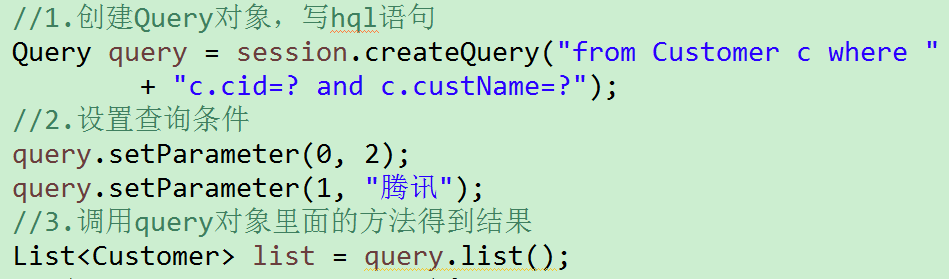 //1.创建Query对象，写hql语句
Query query = session.createQuery("from Customer c where "
+ "c.cid=? and c.custName=?");
//2.设置查询条件
query.setParameter(0, 2);
query.setParameter(1, "腾讯");
//3.调用query对象里面的方法得到结果
List<Customer> list = query.list();